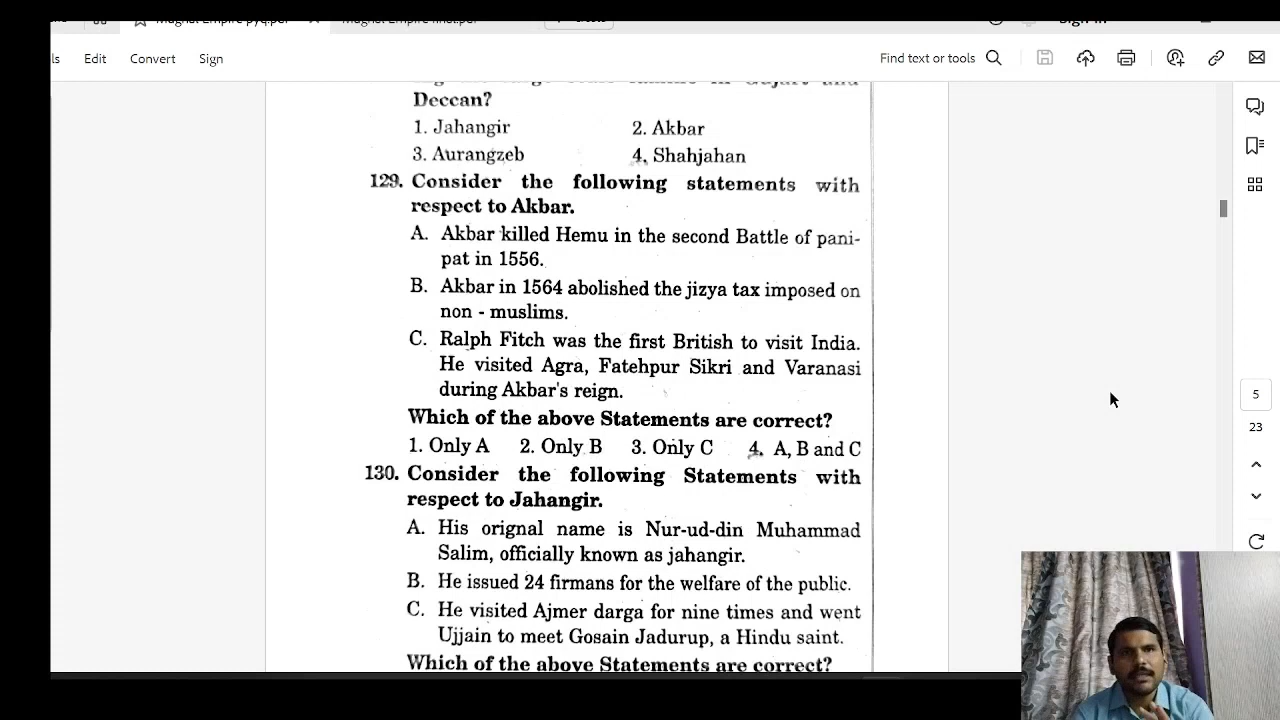 Edit
Convert
Sign
Find text or tools
Deccan?
1. Jahangir 2. Akbar
3. Aurangzeb 4. Shahjahan
129. Consider the following statements with
respect to Akbar.
A. Akbar killed Hemu in the second Battle of pani-
pat in 1556.
B. Akbar in 1564 abolished the jizya tax imposed on
non - muslims.
C. Ralph Fitch was the first British to visit India.
He visited Agra, Fatehpur Sikri and Varanasi
during Akbar's reign.
Which of the above Statements are correct?
1. Only A 2. Only B 3. Only C 4. A, B and C
130. Consider the following Statements with
respect to Jahangir.
A. His orignal name is Nur-ud-din Muhammad
Salim, officially known as jahangir.
B. He issued 24 firmans for the welfare of the public.
C. He visited Ajmer darga for nine times and went
Ujjain to meet Gosain Jadurup, a Hindu saint.
Which of the above Statements are correct?
5
23